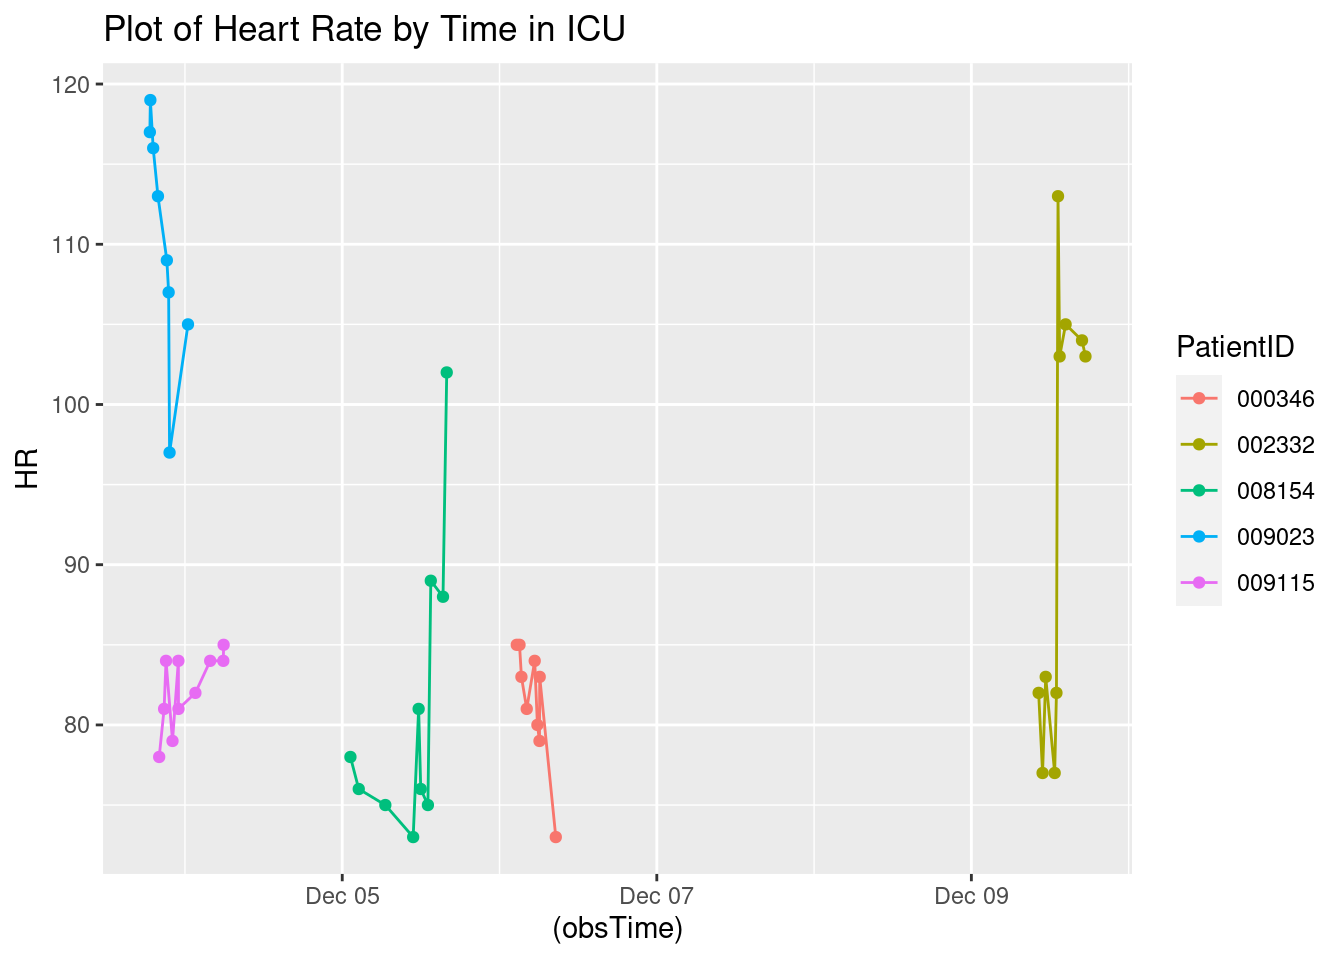 Plot of Heart Rate by Time in ICU
120
110
100
90
80
HR
Dec 05
Dec 07
Dec 09
(obsTime)
PatientID
000346
002332
008154
009023
009115